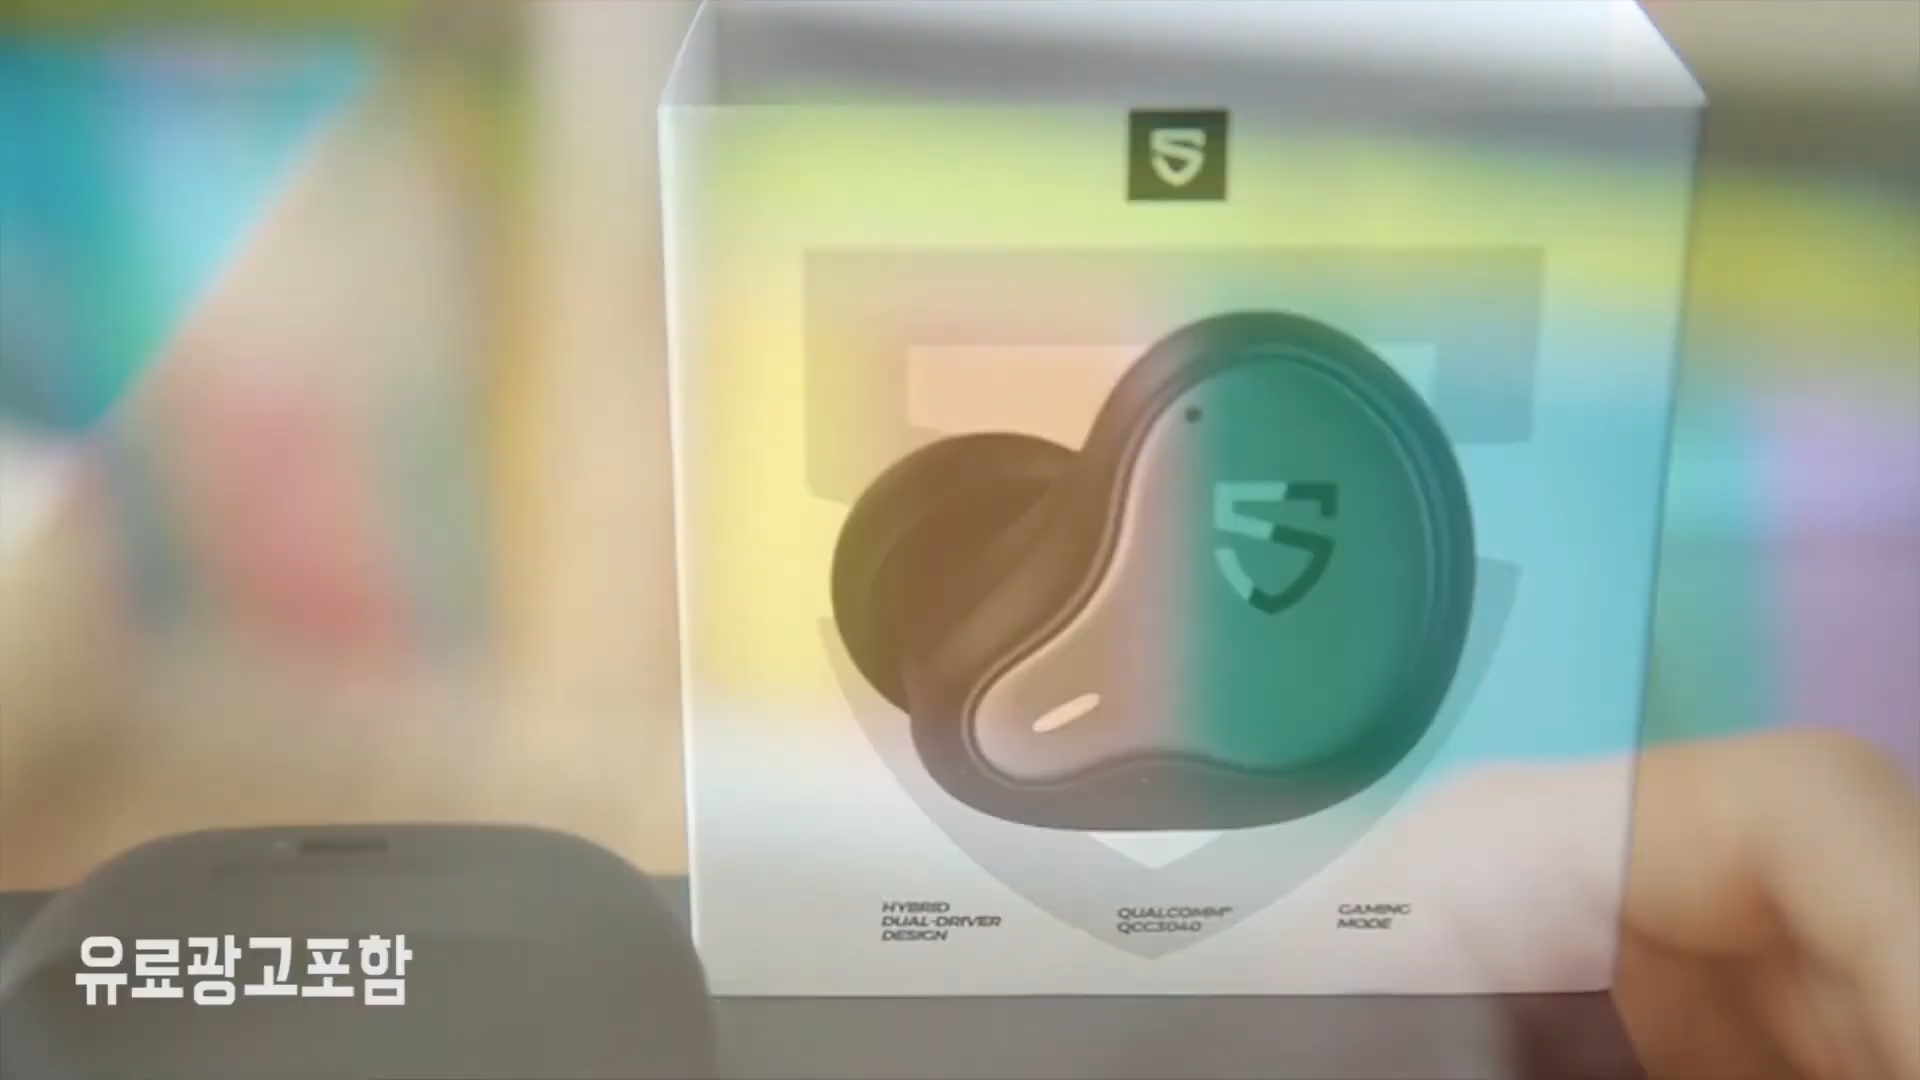 HYBRID
DUAL-DRIVER
DESIGN
QUALCOMM®
QCC3040
GAMING
MODE
유료광고포함